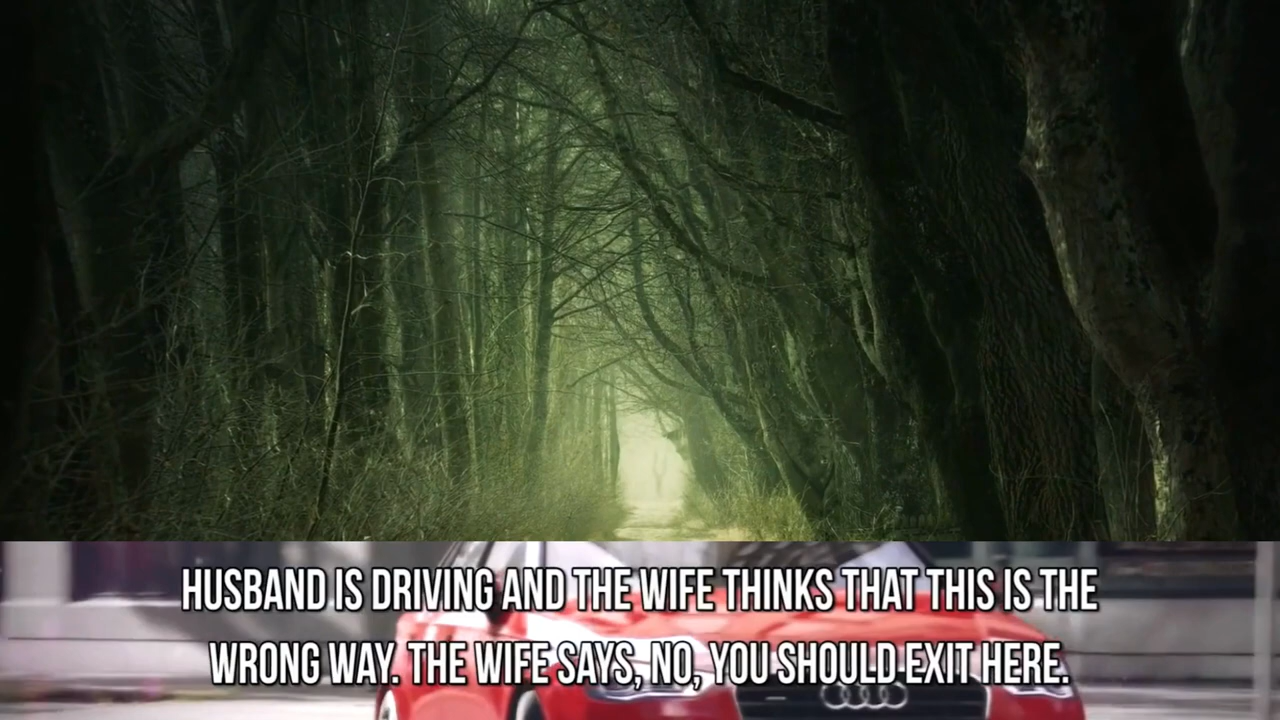 HUSBAND IS DRIVING AND THE WIFE THINKS THAT THIS IS THE
WRONG WAY. THE WIFE SAYS, NO, YOU SHOULD EXIT HERE.